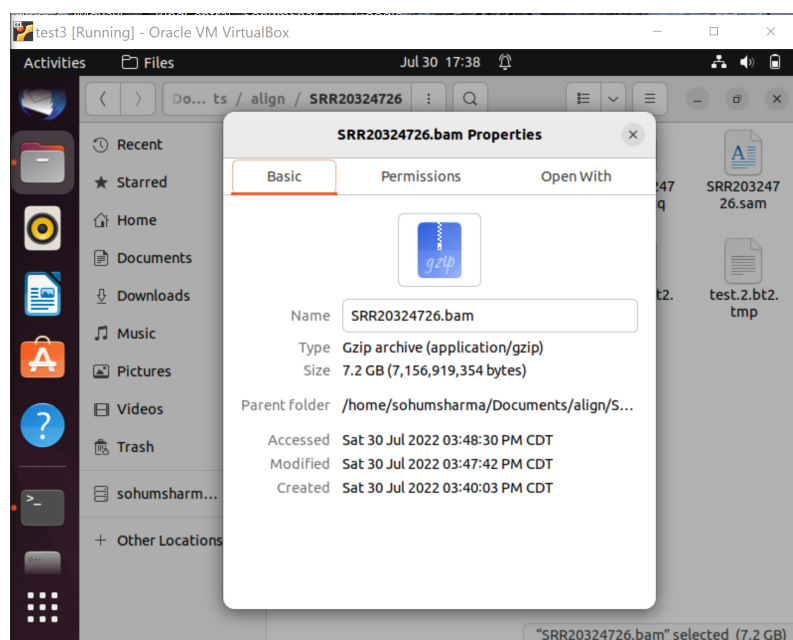 test3 [Running] - Oracle VM VirtualBox
Activities Files Jul 30 17:38
Do... ts / align / SRR20324726
SRR20324726.bam Properties
Basic Permissions Open With
Recent
Starred
Home
Documents
Downloads
Music
Pictures
Videos
Trash
sohumsharm...
+ Other Locations
gzip
Name SRR20324726.bam
Type Gzip archive (application/gzip)
Size 7.2 GB (7,156,919,354 bytes)
Parent folder /home/sohumsharma/Documents/align/S...
Accessed Sat 30 Jul 2022 03:48:30 PM CDT
Modified Sat 30 Jul 2022 03:47:42 PM CDT
Created Sat 30 Jul 2022 03:40:03 PM CDT
247
q
SRR203247
26.sam
t2.
test.2.bt2.
tmp
"SRR20324726.bam" selected (7.2 GB)